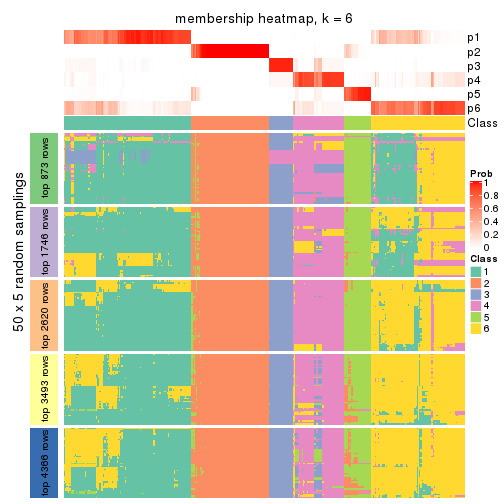 membership heatmap, k = 6
p1
p2
p3
p4
p5
p6
Class
50 x 5 random samplings
top 873 rows
top 1746 rows
top 2620 rows
top 3493 rows
top 4366 rows
Prob
1
0.8
0.6
0.4
0.2
0
Class
1
2
3
4
5
6